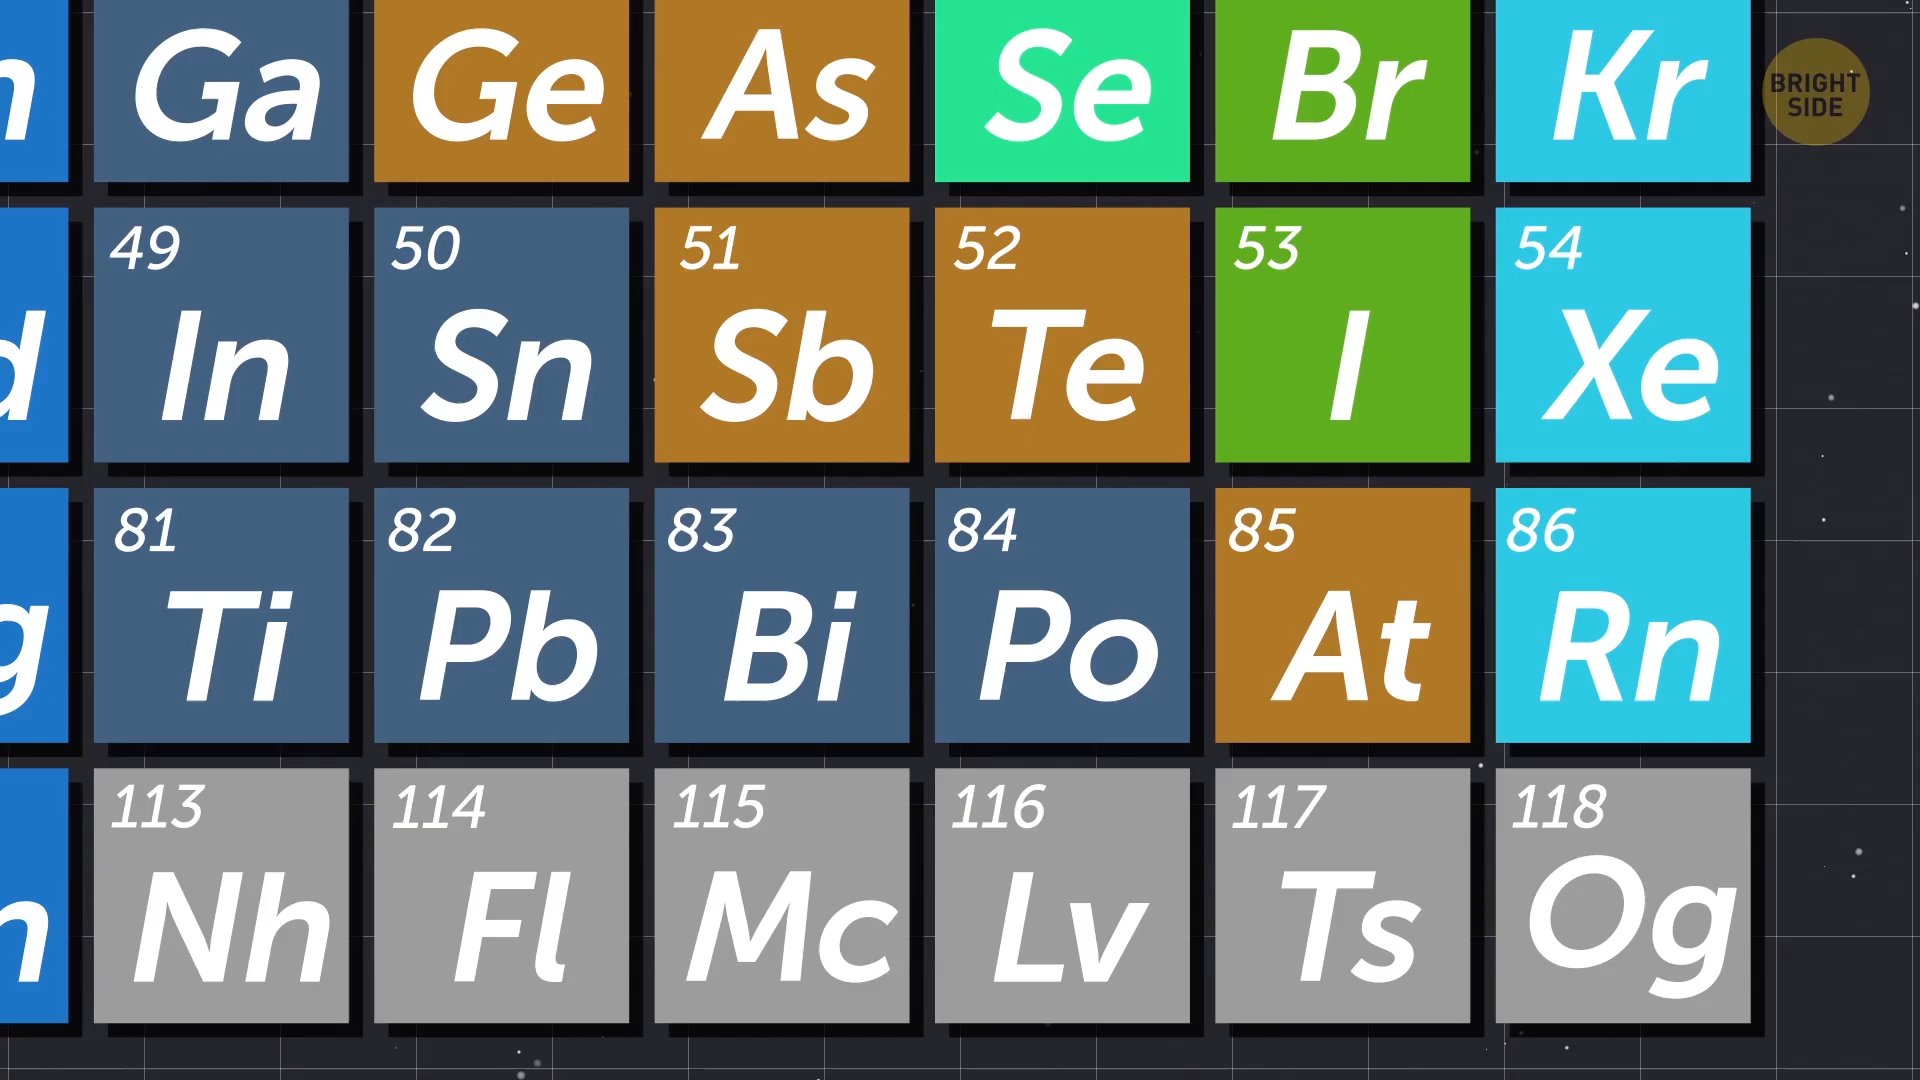 Ga Ge As Se Br Kr
BRIGHT
SIDE
49 50 51 52 53 54
In Sn Sb Te I Xe
81 82 83 84 85 86
Ti Pb Bi Po At Rn
113 114 115 116 117 118
Nh Fl Mc Lv Ts Og